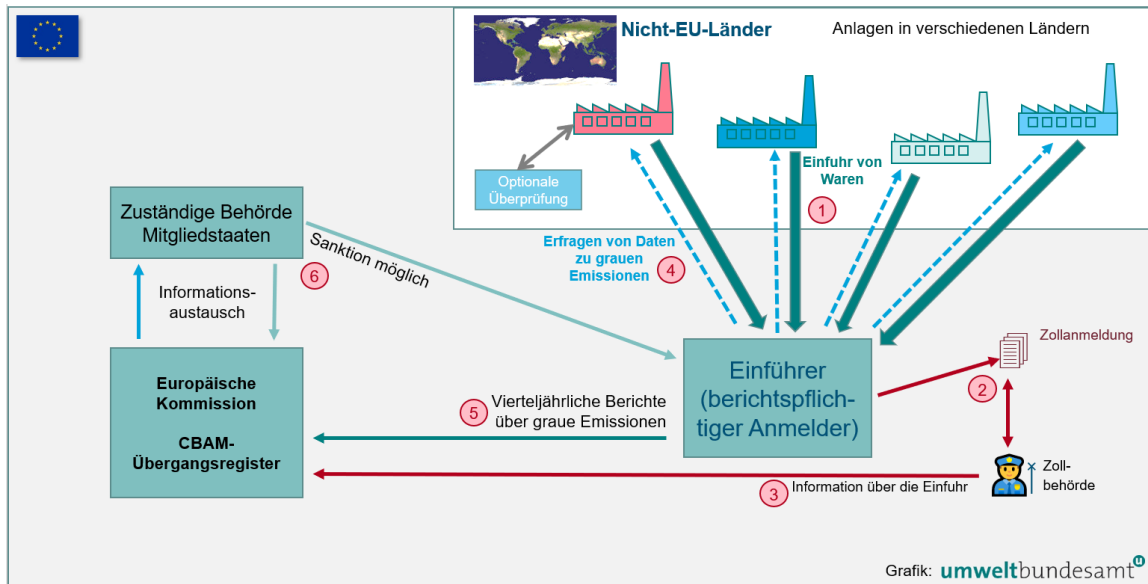 Nicht-EU-Länder
Anlagen in verschiedenen Ländern
Optionale
Überprüfung
Einfuhr von
Waren
1
Zuständige Behörde
Mitgliedstaaten
Sanktion möglich
6
Erfragen von Daten
zu grauen
Emissionen
4
Informations-
austausch
Zollanmeldung
Europäische
Kommission
CBAM-
Übergangsregister
Einführer
(berichtspflich-
tiger Anmelder)
2
5
Vierteljährliche Berichte
über graue Emissionen
Zoll-
behörde
3
Information über die Einfuhr
Grafik: umweltbundesamt u